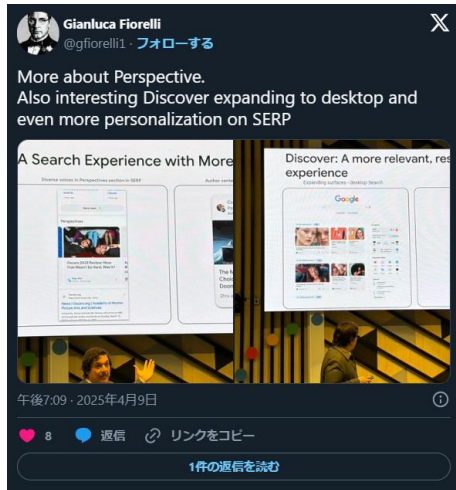 Gianluca Fiorelli
@gfiorelli1 · フォローする
More about Perspective.
Also interesting Discover expanding to desktop and
even more personalization on SERP
A Search Experience with More
Diverse voices in Perspectives section in SERP
Author
Perspectives
Discover: A more relevant, res
experience
Expanding surfaces - desktop Search
Google
午後7:09 · 2025年4月9日
8
返信
リンクをコピー
1件の返信を読む